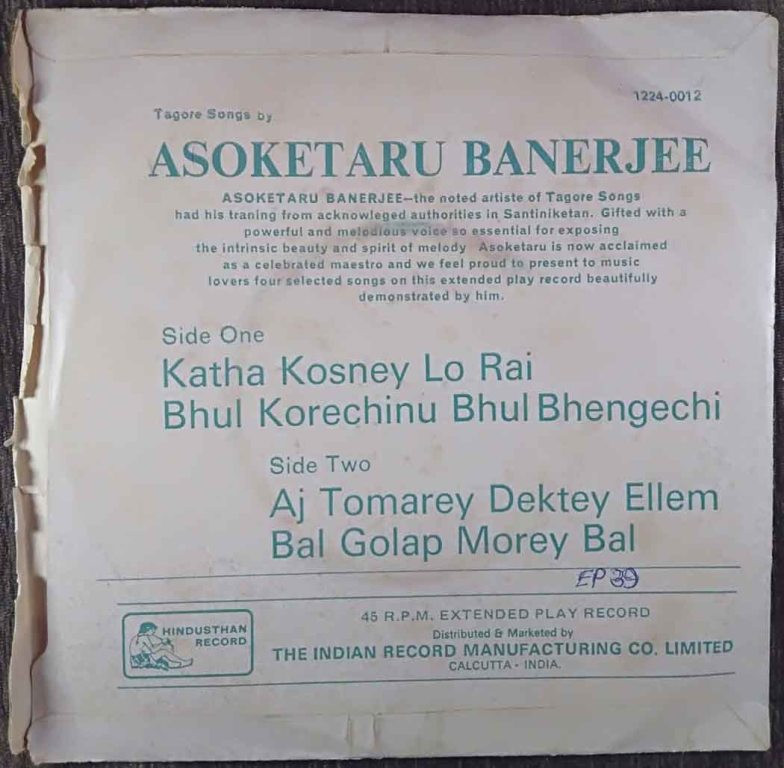 1224-0012
Tagore Songs by
ASOKETARU BANERJEE
ASOKETARU BANERJEE—the noted artiste of Tagore Songs
had his traning from acknowleged authorities in Santiniketan. Gifted with a
powerful and melodious voice so essential for exposing
the intrinsic beauty and spirit of melody Asoketaru is now acclaimed
as a celebrated maestro and we feel proud to present to music
lovers four selected songs on this extended play record beautifully
demonstrated by him.
Side One
Katha Kosney Lo Rai
Bhul Korechinu Bhul Bhengechi
Side Two
Aj Tomarey Dektey Ellem
Bal Golap Morey Bal
EP 39
HINDUSTHAN
RECORD
45 R.P.M. EXTENDED PLAY RECORD
Distributed & Marketed by
THE INDIAN RECORD MANUFACTURING CO. LIMITED
CALCUTTA - INDIA.